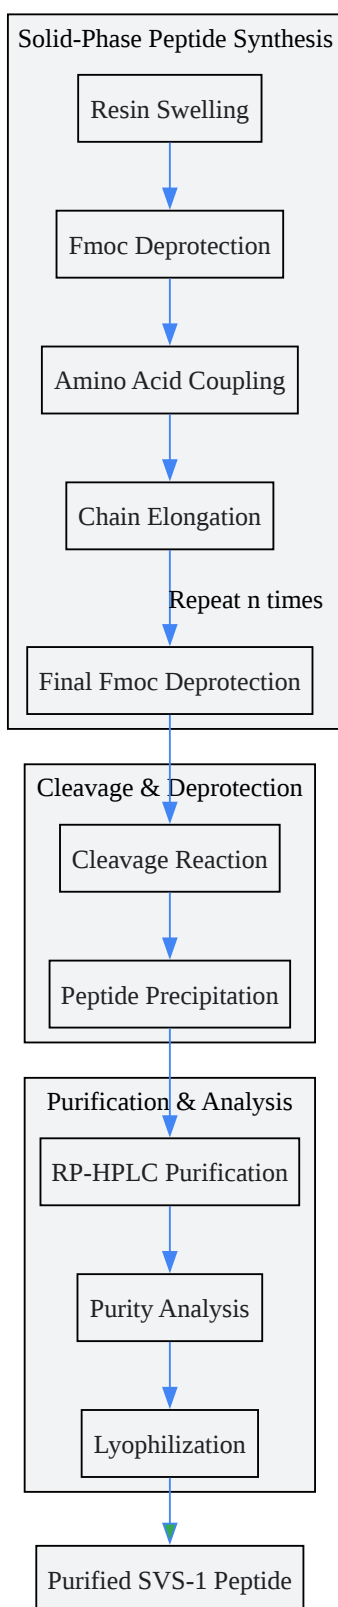 Solid-Phase Peptide Synthesis
Resin Swelling
Fmoc Deprotection
Amino Acid Coupling
Chain Elongation
Repeat n times
Final Fmoc Deprotection
Cleavage & Deprotection
Cleavage Reaction
Peptide Precipitation
Purification & Analysis
RP-HPLC Purification
Purity Analysis
Lyophilization
Purified SVS-1 Peptide